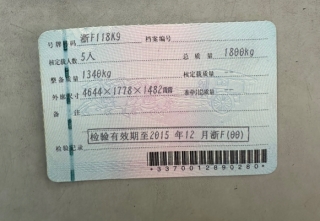 号牌号码 浙F118K9 档案编号
核定载人数 5人 总质量 1800kg
整备质量 1340kg 核定载质量 --
外廓尺寸 4644×1778×1482mm 准牵引总质量 --
备注
检验记录 检验有效期至2015 年12 月浙F(00)
*3370012890280*